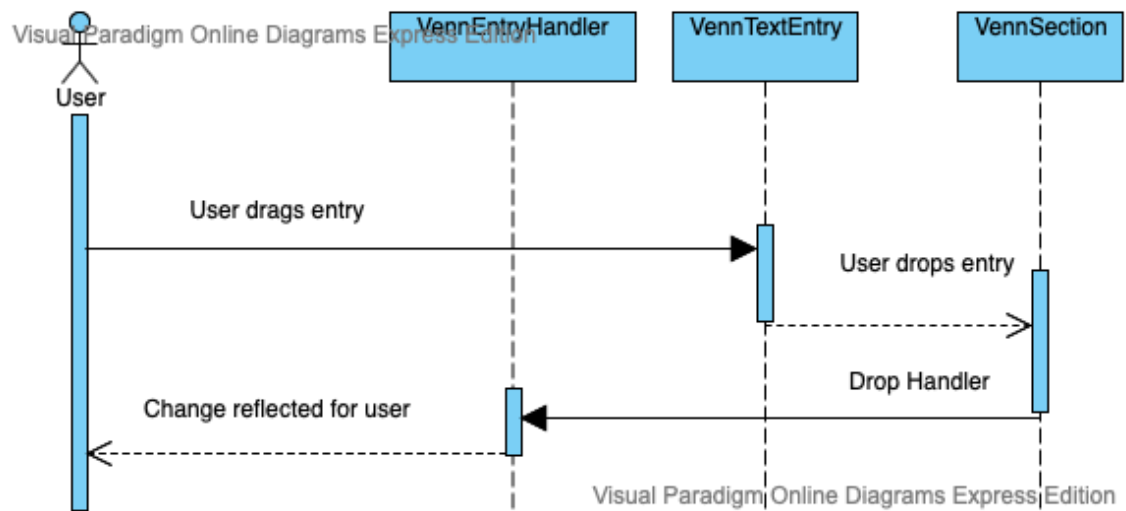 VennEntryHandler
VennTextEntry
VennSection
Visual Paradigm Online Diagrams Express Edition
User
User drags entry
User drops entry
Drop Handler
Change reflected for user
Visual Paradigm Online Diagrams Express Edition